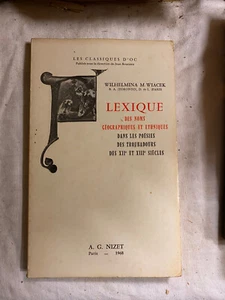 LES CLASSIQUES D'OC
WILHELMINA M. WIACEK
LEXIQUE
DES NOMS
GÉOGRAPHIQUES ET ETHNIQUES
DANS LES POÉSIES
DES TROUBADOURS
DES XIIe ET XIIIe SIÈCLES
A. G. NIZET
Paris — 1968